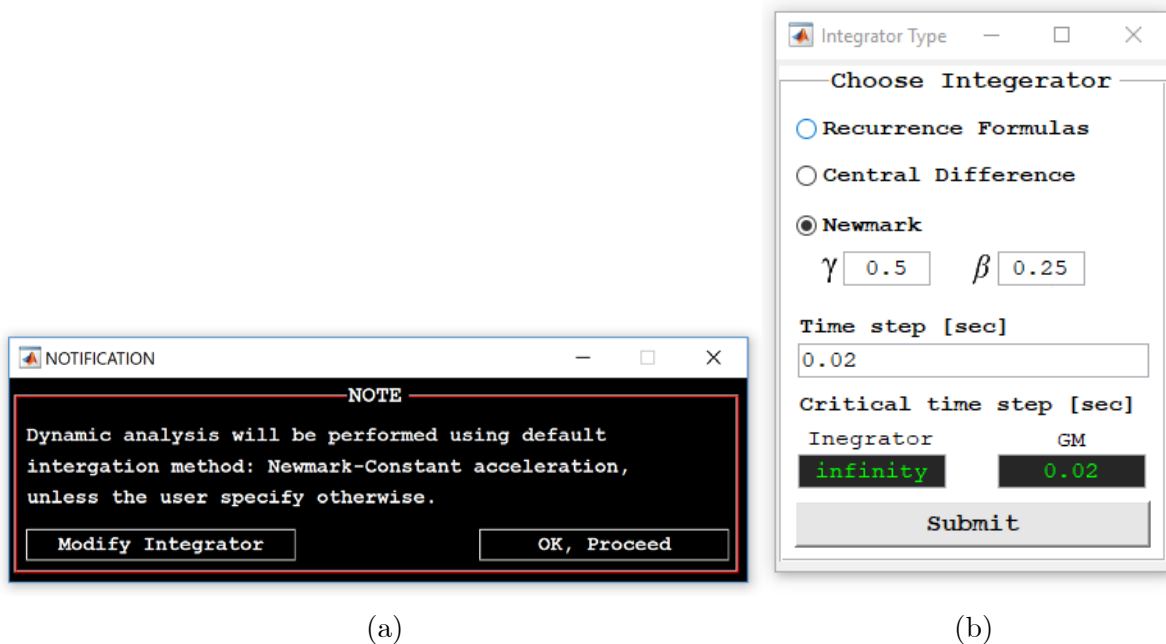 NOTIFICATION
NOTE
Dynamic analysis will be performed using default
intergation method: Newmark-Constant acceleration,
unless the user specify otherwise.
Modify Integrator
OK, Proceed
(a)
Integrator Type
Choose Integerator
Recurrence Formulas
Central Difference
Newmark
γ 0.5 β 0.25
Time step [sec]
0.02
Critical time step [sec]
Inegrator GM
infinity 0.02
Submit
(b)